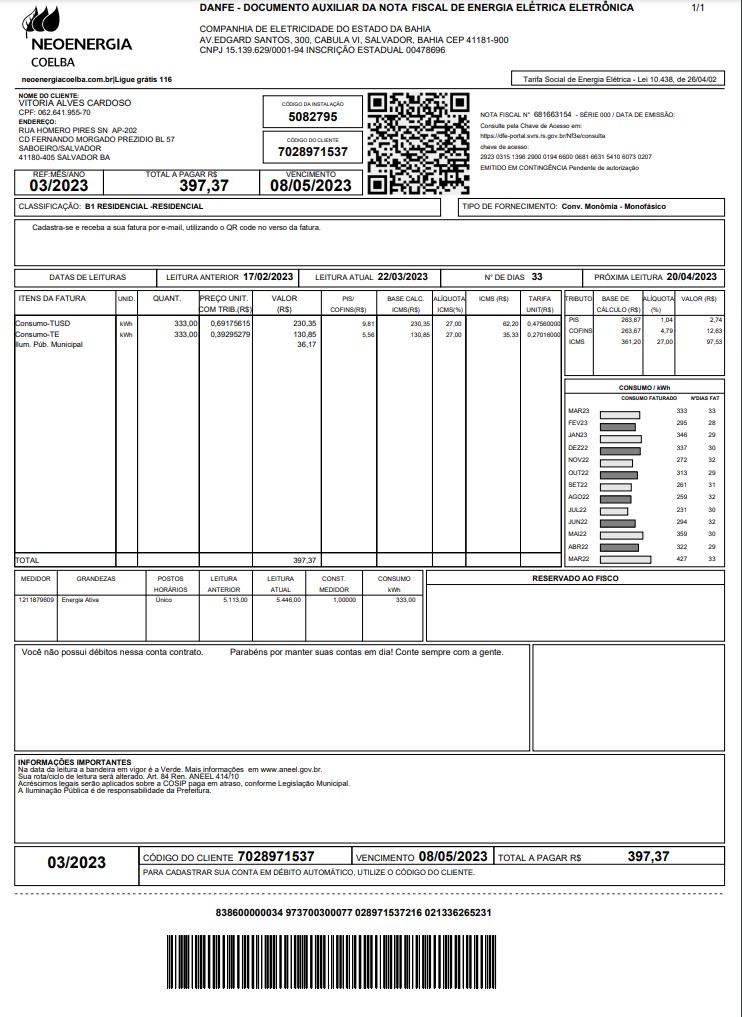 NEOENERGIA
COELBA
neoenergiacoelba.com.br|Ligue grátis 116
DANFE - DOCUMENTO AUXILIAR DA NOTA FISCAL DE ENERGIA ELÉTRICA ELETRÔNICA
1/1
COMPANHIA DE ELETRICIDADE DO ESTADO DA BAHIA
AV.EDGARD SANTOS, 300, CABULA VI, SALVADOR, BAHIA CEP 41181-900
CNPJ 15.139.629/0001-94 INSCRIÇÃO ESTADUAL 00478696
Tarifa Social de Energia Elétrica - Lei 10.438, de 26/04/02
NOME DO CLIENTE:
VITORIA ALVES CARDOSO
CPF: 062.641.955-70
ENDEREÇO:
RUA HOMERO PIRES SN AP-202
CD FERNANDO MORGADO PREZIDIO BL 57
SABOEIRO/SALVADOR
41180-405 SALVADOR BA
CÓDIGO DA INSTALAÇÃO
5082795
CÓDIGO DO CLIENTE
7028971537
NOTA FISCAL N° 681663154 - SÉRIE 000 / DATA DE EMISSÃO:
Consulte pela Chave de Acesso em:
https://dfe-portal.svrs.rs.gov.br/Nf3e/consulta
chave de acesso:
2923 0315 1396 2900 0194 6600 0681 6631 5410 6073 0207
EMITIDO EM CONTINGÊNCIA Pendente de autorização
REF:MÊS/ANO TOTAL A PAGAR R$ VENCIMENTO
03/2023 397,37 08/05/2023
CLASSIFICAÇÃO: B1 RESIDENCIAL -RESIDENCIAL
TIPO DE FORNECIMENTO: Conv. Monômia - Monofásico
Cadastra-se e receba a sua fatura por e-mail, utilizando o QR code no verso da fatura.
DATAS DE LEITURAS LEITURA ANTERIOR 17/02/2023 LEITURA ATUAL 22/03/2023 N° DE DIAS 33 PRÓXIMA LEITURA 20/04/2023
ITENS DA FATURA UNID. QUANT. PREÇO UNIT. COM TRIB.(R$) VALOR (R$) PIS/ COFINS(R$) BASE CALC. ICMS(R$) ALÍQUOTA ICMS(%) ICMS (R$) TARIFA UNIT(R$)
Consumo-TUSD kWh 333,00 0,69175615 230,35 9,81 230,35 27,00 62,20 0,47560000
Consumo-TE kWh 333,00 0,39295279 130,85 5,56 130,85 27,00 35,33 0,27016000
Ilum. Púb. Municipal 36,17
TOTAL 397,37
TRIBUTO BASE DE CÁLCULO (R$) ALÍQUOTA (%) VALOR (R$)
PIS 263,67 1,04 2,74
COFINS 263,67 4,79 12,63
ICMS 361,20 27,00 97,53
CONSUMO / kWh
CONSUMO FATURADO N°DIAS FAT
MAR23 333 33
FEV23 295 28
JAN23 346 29
DEZ22 337 30
NOV22 272 32
OUT22 313 29
SET22 261 31
AGO22 259 32
JUL22 231 30
JUN22 294 32
MAI22 359 30
ABR22 322 29
MAR22 427 33
MEDIDOR GRANDEZAS POSTOS HORÁRIOS LEITURA ANTERIOR LEITURA ATUAL CONST. MEDIDOR CONSUMO kWh
1211879609 Energia Ativa Único 5.113,00 5.446,00 1,00000 333,00
RESERVADO AO FISCO
Você não possui débitos nessa conta contrato. Parabéns por manter suas contas em dia! Conte sempre com a gente.
INFORMAÇÕES IMPORTANTES
Na data da leitura a bandeira em vigor é a Verde. Mais informações em www.aneel.gov.br.
Sua rota/ciclo de leitura será alterado. Art. 84 Ren. ANEEL 414/10
Acréscimos legais serão aplicados sobre a COSIP paga em atraso, conforme Legislação Municipal.
A Iluminação Pública é de responsabilidade da Prefeitura.
03/2023 CÓDIGO DO CLIENTE 7028971537 VENCIMENTO 08/05/2023 TOTAL A PAGAR R$ 397,37
PARA CADASTRAR SUA CONTA EM DÉBITO AUTOMÁTICO, UTILIZE O CÓDIGO DO CLIENTE.
838600000034 973700300077 028971537216 021336265231